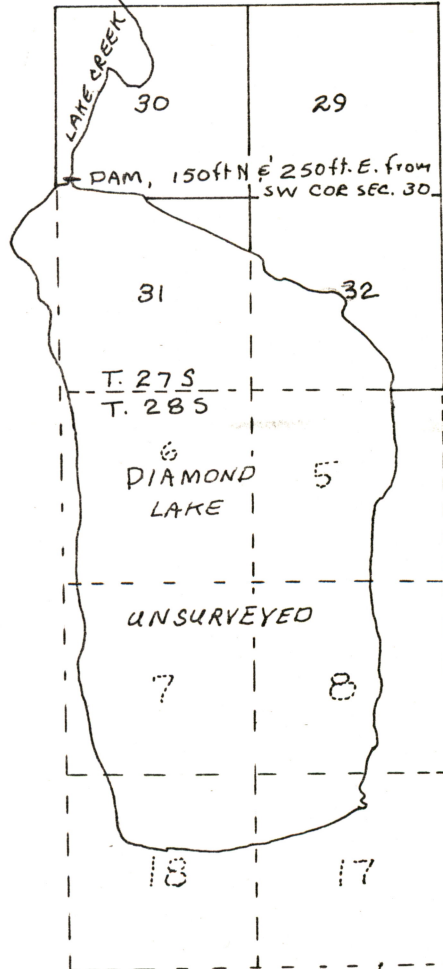 LAKE CREEK
30
29
DAM, 150ft N & 250ft. E. from
SW COR SEC. 30
31
32
T. 27 S
T. 28 S
6
5
DIAMOND
LAKE
UNSURVEYED
7
8
18
17